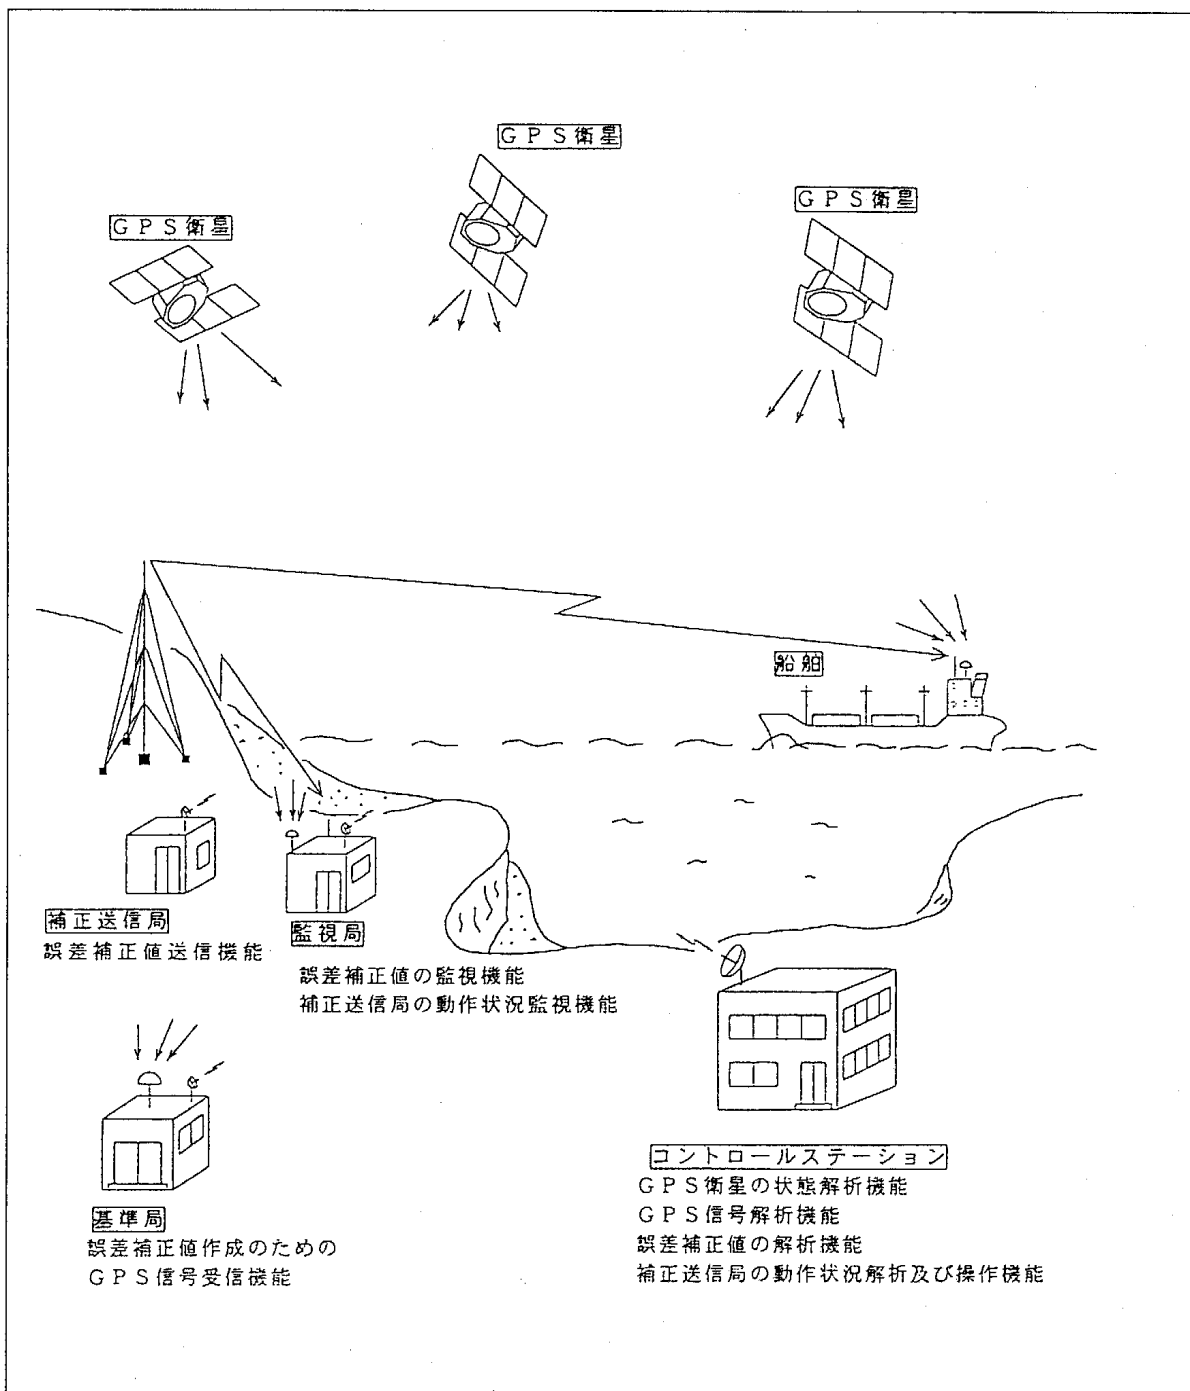 GPS衛星
GPS衛星
GPS衛星
船舶
補正送信局
誤差補正値送信機能
監視局
誤差補正値の監視機能
補正送信局の動作状況監視機能
基準局
誤差補正値作成のための
GPS信号受信機能
コントロールステーション
GPS衛星の状態解析機能
GPS信号解析機能
誤差補正値の解析機能
補正送信局の動作状況解析及び操作機能